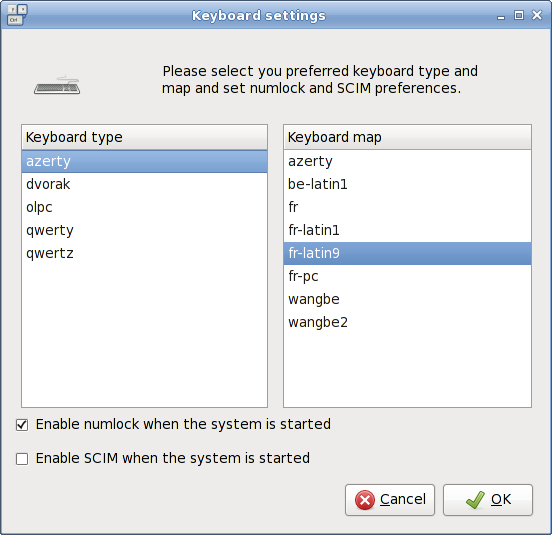 Keyboard settings
Please select you preferred keyboard type and
map and set numlock and SCIM preferences.
Keyboard type
azerty
dvorak
olpc
qwerty
qwertz
Keyboard map
azerty
be-latin1
fr
fr-latin1
fr-latin9
fr-pc
wangbe
wangbe2
Enable numlock when the system is started
Enable SCIM when the system is started
Cancel
OK